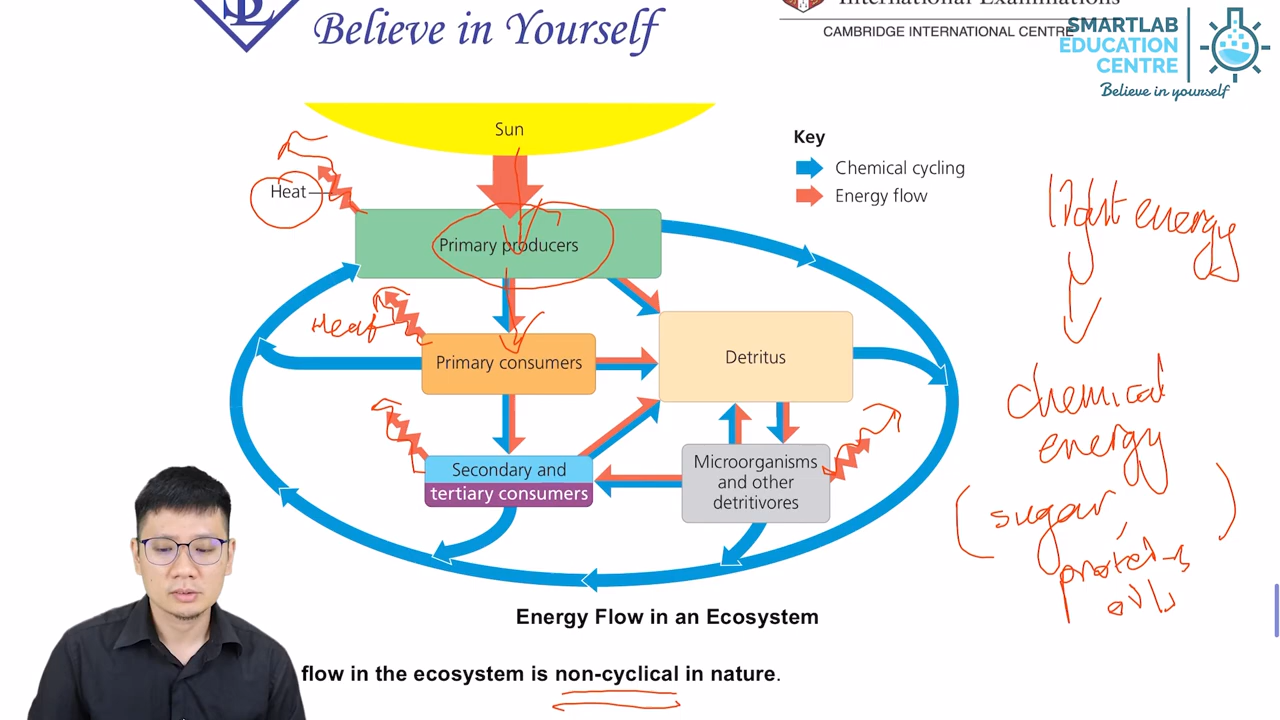 Believe in Yourself
CAMBRIDGE INTERNATIONAL CENTRE
SMARTLAB
EDUCATION
CENTRE
Believe in yourself
Sun
Key
Chemical cycling
Energy flow
Heat
Primary producers
light energy
Heat
Primary consumers
Detritus
chemical
energy
(sugar,
proteins
oils)
Secondary and
tertiary consumers
Microorganisms
and other
detritivores
Energy Flow in an Ecosystem
flow in the ecosystem is non-cyclical in nature.